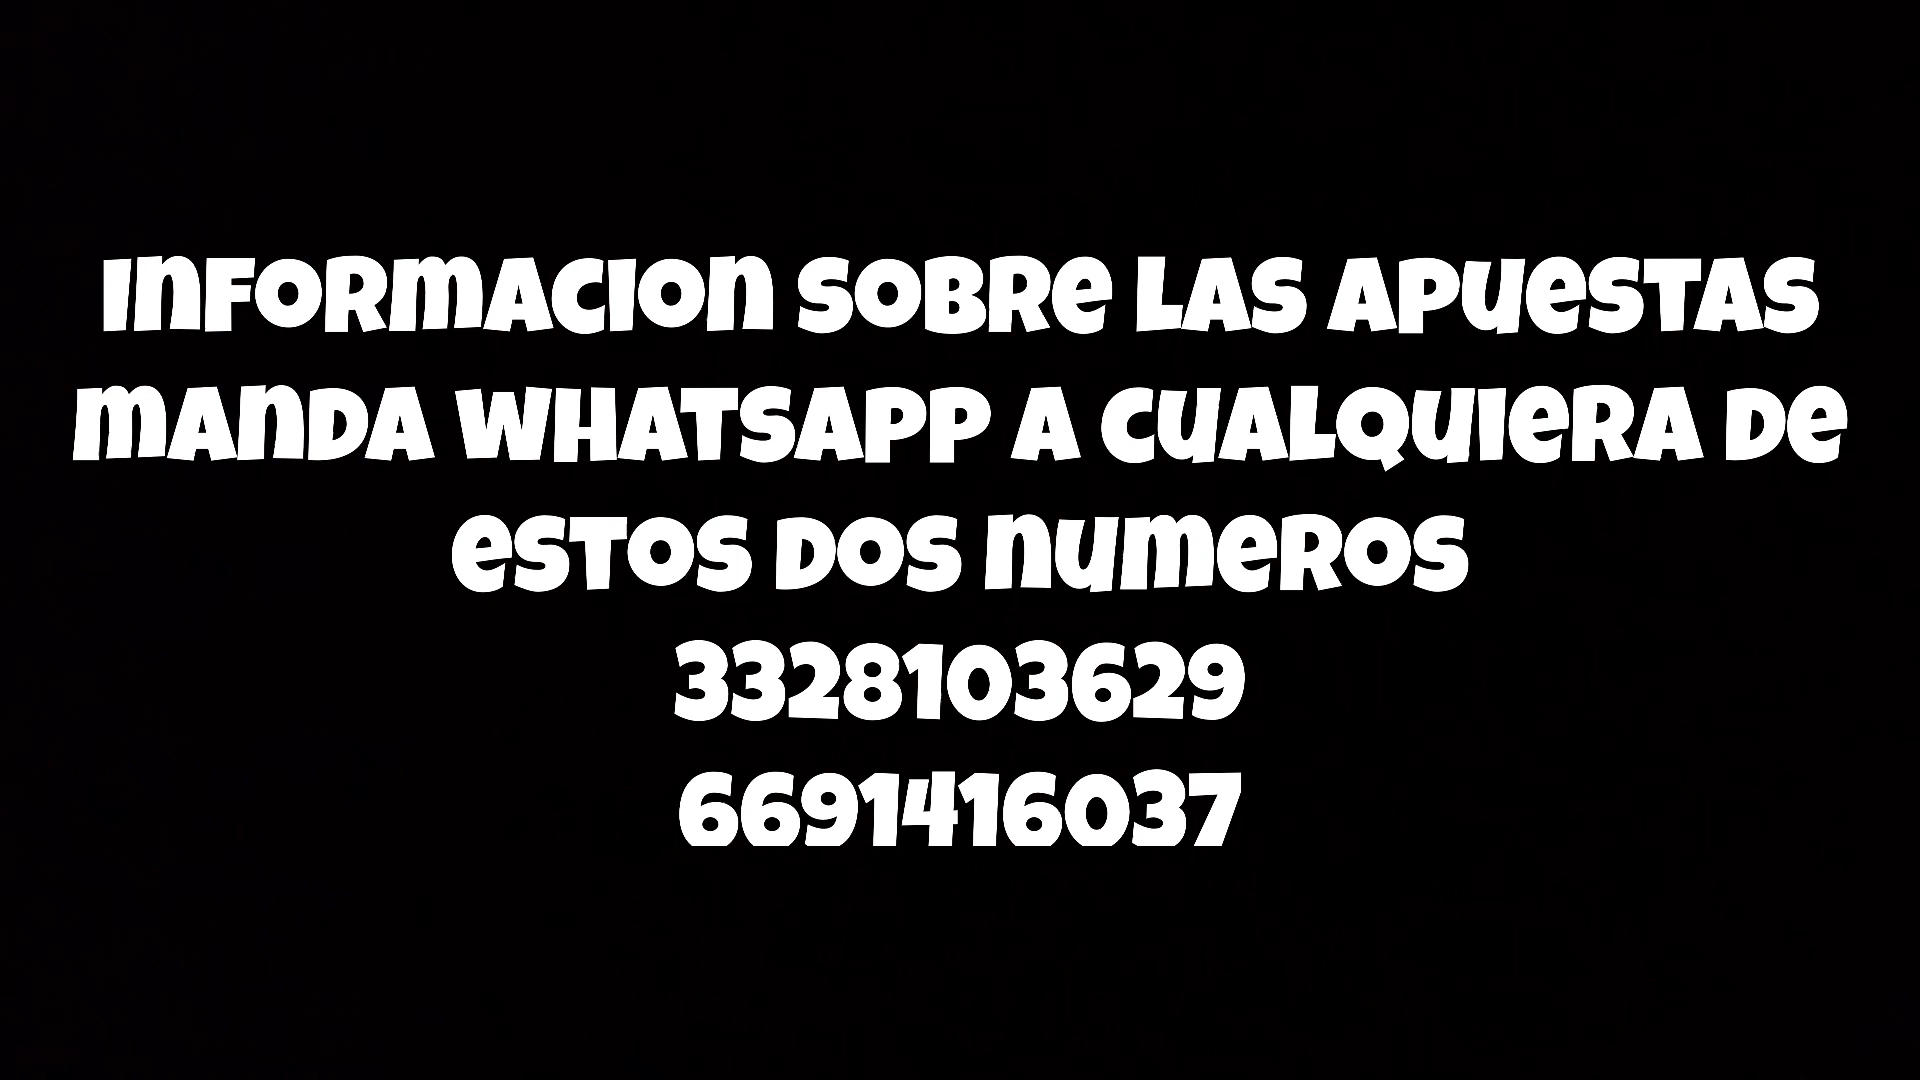 INFORMACION SOBRE LAS APUESTAS
MANDA WHATSAPP A CUALQUIERA DE
ESTOS DOS NUMEROS
3328103629
6691416037